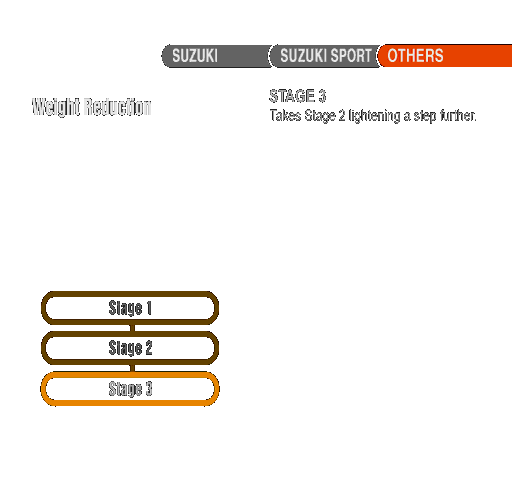 SUZUKI SUZUKI SPORT OTHERS
Weight Reduction
STAGE 3
Takes Stage 2 lightening a step further.
Stage 1
Stage 2
Stage 3